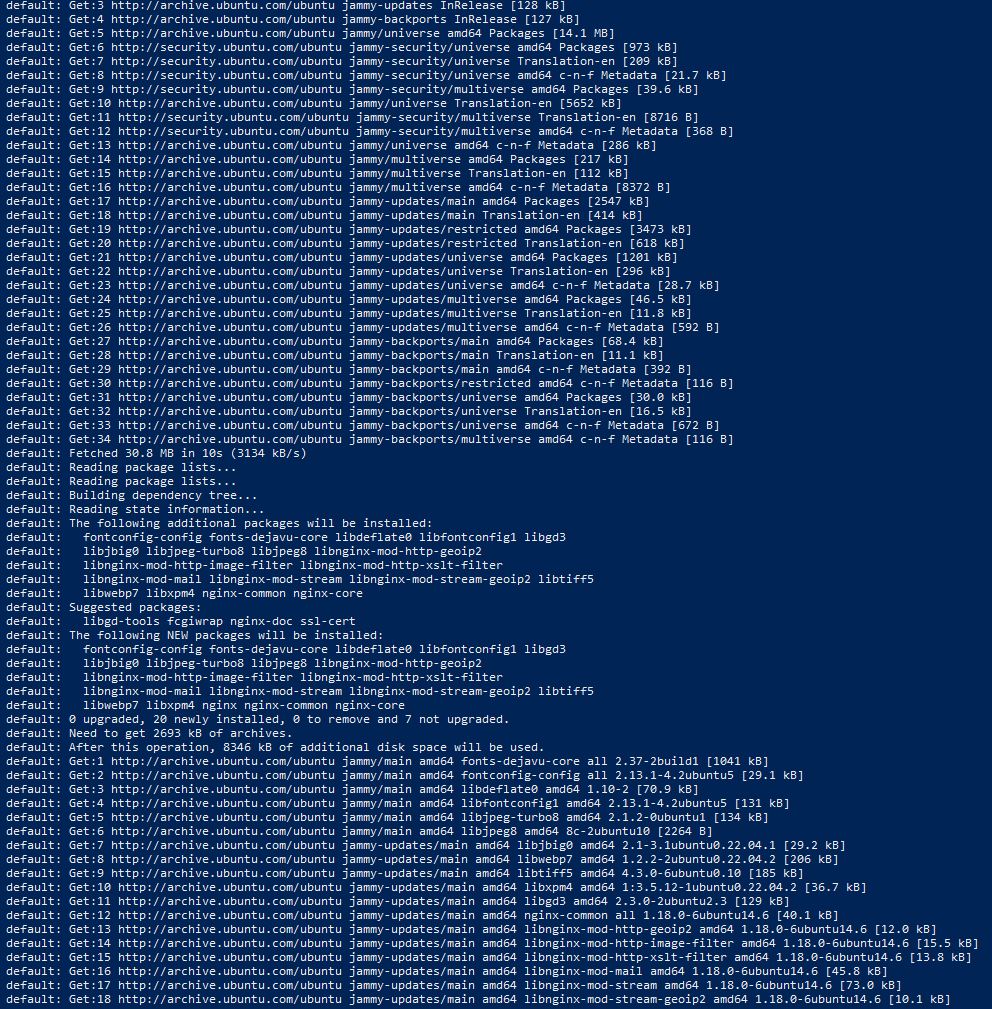 default: Get:3 http://archive.ubuntu.com/ubuntu jammy-updates InRelease [128 kB]
default: Get:4 http://archive.ubuntu.com/ubuntu jammy-backports InRelease [127 kB]
default: Get:5 http://archive.ubuntu.com/ubuntu jammy/universe amd64 Packages [14.1 MB]
default: Get:6 http://security.ubuntu.com/ubuntu jammy-security/universe amd64 Packages [973 kB]
default: Get:7 http://security.ubuntu.com/ubuntu jammy-security/universe Translation-en [209 kB]
default: Get:8 http://security.ubuntu.com/ubuntu jammy-security/universe amd64 c-n-f Metadata [21.7 kB]
default: Get:9 http://security.ubuntu.com/ubuntu jammy-security/multiverse amd64 Packages [39.6 kB]
default: Get:10 http://archive.ubuntu.com/ubuntu jammy/universe Translation-en [5652 kB]
default: Get:11 http://security.ubuntu.com/ubuntu jammy-security/multiverse Translation-en [8716 B]
default: Get:12 http://security.ubuntu.com/ubuntu jammy-security/multiverse amd64 c-n-f Metadata [368 B]
default: Get:13 http://archive.ubuntu.com/ubuntu jammy/universe amd64 c-n-f Metadata [286 kB]
default: Get:14 http://archive.ubuntu.com/ubuntu jammy/multiverse amd64 Packages [217 kB]
default: Get:15 http://archive.ubuntu.com/ubuntu jammy/multiverse Translation-en [112 kB]
default: Get:16 http://archive.ubuntu.com/ubuntu jammy/multiverse amd64 c-n-f Metadata [8372 B]
default: Get:17 http://archive.ubuntu.com/ubuntu jammy-updates/main amd64 Packages [2547 kB]
default: Get:18 http://archive.ubuntu.com/ubuntu jammy-updates/main Translation-en [414 kB]
default: Get:19 http://archive.ubuntu.com/ubuntu jammy-updates/restricted amd64 Packages [3473 kB]
default: Get:20 http://archive.ubuntu.com/ubuntu jammy-updates/restricted Translation-en [618 kB]
default: Get:21 http://archive.ubuntu.com/ubuntu jammy-updates/universe amd64 Packages [1201 kB]
default: Get:22 http://archive.ubuntu.com/ubuntu jammy-updates/universe Translation-en [296 kB]
default: Get:23 http://archive.ubuntu.com/ubuntu jammy-updates/universe amd64 c-n-f Metadata [28.7 kB]
default: Get:24 http://archive.ubuntu.com/ubuntu jammy-updates/multiverse amd64 Packages [46.5 kB]
default: Get:25 http://archive.ubuntu.com/ubuntu jammy-updates/multiverse Translation-en [11.8 kB]
default: Get:26 http://archive.ubuntu.com/ubuntu jammy-updates/multiverse amd64 c-n-f Metadata [592 B]
default: Get:27 http://archive.ubuntu.com/ubuntu jammy-backports/main amd64 Packages [68.4 kB]
default: Get:28 http://archive.ubuntu.com/ubuntu jammy-backports/main Translation-en [11.1 kB]
default: Get:29 http://archive.ubuntu.com/ubuntu jammy-backports/main amd64 c-n-f Metadata [392 B]
default: Get:30 http://archive.ubuntu.com/ubuntu jammy-backports/restricted amd64 c-n-f Metadata [116 B]
default: Get:31 http://archive.ubuntu.com/ubuntu jammy-backports/universe amd64 Packages [30.0 kB]
default: Get:32 http://archive.ubuntu.com/ubuntu jammy-backports/universe Translation-en [16.5 kB]
default: Get:33 http://archive.ubuntu.com/ubuntu jammy-backports/universe amd64 c-n-f Metadata [672 B]
default: Get:34 http://archive.ubuntu.com/ubuntu jammy-backports/multiverse amd64 c-n-f Metadata [116 B]
default: Fetched 30.8 MB in 10s (3134 kB/s)
default: Reading package lists...
default: Reading package lists...
default: Building dependency tree...
default: Reading state information...
default: The following additional packages will be installed:
default:   fontconfig-config fonts-dejavu-core libdeflate0 libfontconfig1 libgd3
default:   libjbig0 libjpeg-turbo8 libjpeg8 libnginx-mod-http-geoip2
default:   libnginx-mod-http-image-filter libnginx-mod-http-xslt-filter
default:   libnginx-mod-mail libnginx-mod-stream libnginx-mod-stream-geoip2 libtiff5
default:   libwebp7 libxpm4 nginx-common nginx-core
default: Suggested packages:
default:   libgd-tools fcgiwrap nginx-doc ssl-cert
default: The following NEW packages will be installed:
default:   fontconfig-config fonts-dejavu-core libdeflate0 libfontconfig1 libgd3
default:   libjbig0 libjpeg-turbo8 libjpeg8 libnginx-mod-http-geoip2
default:   libnginx-mod-http-image-filter libnginx-mod-http-xslt-filter
default:   libnginx-mod-mail libnginx-mod-stream libnginx-mod-stream-geoip2 libtiff5
default:   libwebp7 libxpm4 nginx nginx-common nginx-core
default: 0 upgraded, 20 newly installed, 0 to remove and 7 not upgraded.
default: Need to get 2693 kB of archives.
default: After this operation, 8346 kB of additional disk space will be used.
default: Get:1 http://archive.ubuntu.com/ubuntu jammy/main amd64 fonts-dejavu-core all 2.37-2build1 [1041 kB]
default: Get:2 http://archive.ubuntu.com/ubuntu jammy/main amd64 fontconfig-config all 2.13.1-4.2ubuntu5 [29.1 kB]
default: Get:3 http://archive.ubuntu.com/ubuntu jammy/main amd64 libdeflate0 amd64 1.10-2 [70.9 kB]
default: Get:4 http://archive.ubuntu.com/ubuntu jammy/main amd64 libfontconfig1 amd64 2.13.1-4.2ubuntu5 [131 kB]
default: Get:5 http://archive.ubuntu.com/ubuntu jammy/main amd64 libjpeg-turbo8 amd64 2.1.2-0ubuntu1 [134 kB]
default: Get:6 http://archive.ubuntu.com/ubuntu jammy/main amd64 libjpeg8 amd64 8c-2ubuntu10 [2264 B]
default: Get:7 http://archive.ubuntu.com/ubuntu jammy-updates/main amd64 libjbig0 amd64 2.1-3.1ubuntu0.22.04.1 [29.2 kB]
default: Get:8 http://archive.ubuntu.com/ubuntu jammy-updates/main amd64 libwebp7 amd64 1.2.2-2ubuntu0.22.04.2 [206 kB]
default: Get:9 http://archive.ubuntu.com/ubuntu jammy-updates/main amd64 libtiff5 amd64 4.3.0-6ubuntu0.10 [185 kB]
default: Get:10 http://archive.ubuntu.com/ubuntu jammy-updates/main amd64 libxpm4 amd64 1:3.5.12-1ubuntu0.22.04.2 [36.7 kB]
default: Get:11 http://archive.ubuntu.com/ubuntu jammy-updates/main amd64 libgd3 amd64 2.3.0-2ubuntu2.3 [129 kB]
default: Get:12 http://archive.ubuntu.com/ubuntu jammy-updates/main amd64 nginx-common all 1.18.0-6ubuntu14.6 [40.1 kB]
default: Get:13 http://archive.ubuntu.com/ubuntu jammy-updates/main amd64 libnginx-mod-http-geoip2 amd64 1.18.0-6ubuntu14.6 [12.0 kB]
default: Get:14 http://archive.ubuntu.com/ubuntu jammy-updates/main amd64 libnginx-mod-http-image-filter amd64 1.18.0-6ubuntu14.6 [15.5 kB]
default: Get:15 http://archive.ubuntu.com/ubuntu jammy-updates/main amd64 libnginx-mod-http-xslt-filter amd64 1.18.0-6ubuntu14.6 [13.8 kB]
default: Get:16 http://archive.ubuntu.com/ubuntu jammy-updates/main amd64 libnginx-mod-mail amd64 1.18.0-6ubuntu14.6 [45.8 kB]
default: Get:17 http://archive.ubuntu.com/ubuntu jammy-updates/main amd64 libnginx-mod-stream amd64 1.18.0-6ubuntu14.6 [73.0 kB]
default: Get:18 http://archive.ubuntu.com/ubuntu jammy-updates/main amd64 libnginx-mod-stream-geoip2 amd64 1.18.0-6ubuntu14.6 [10.1 kB]